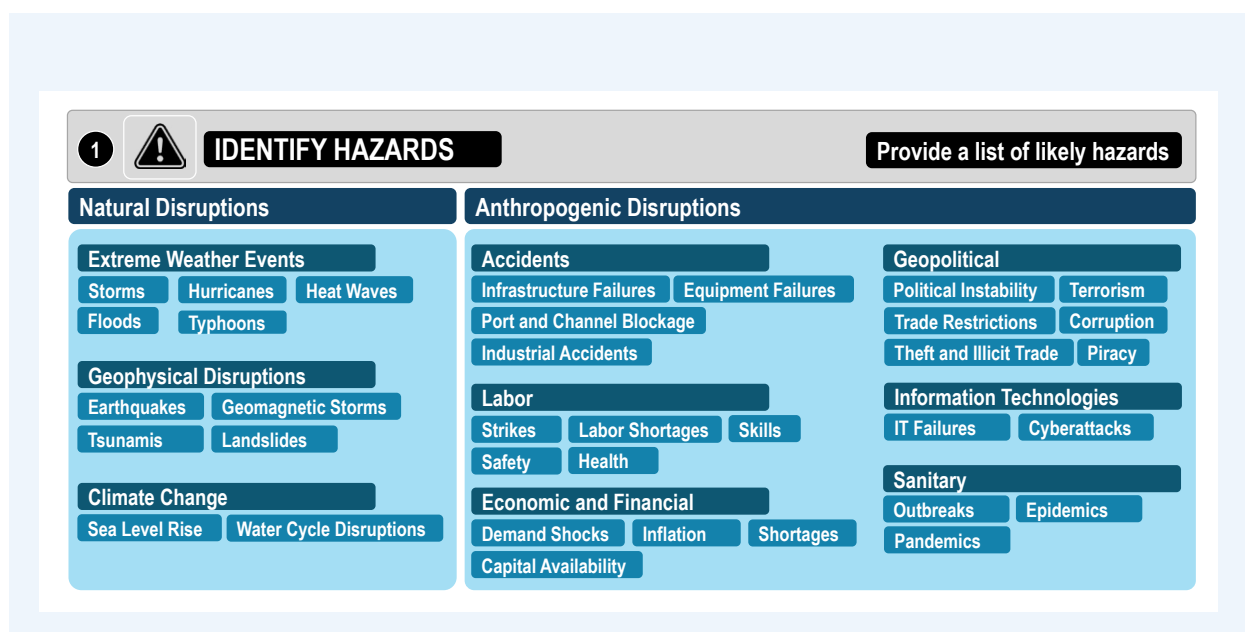 1 IDENTIFY HAZARDS Provide a list of likely hazards
Natural Disruptions
Extreme Weather Events
Storms Hurricanes Heat Waves
Floods Typhoons
Geophysical Disruptions
Earthquakes Geomagnetic Storms
Tsunamis Landslides
Climate Change
Sea Level Rise Water Cycle Disruptions
Anthropogenic Disruptions
Accidents
Infrastructure Failures Equipment Failures
Port and Channel Blockage
Industrial Accidents
Labor
Strikes Labor Shortages Skills
Safety Health
Economic and Financial
Demand Shocks Inflation Shortages
Capital Availability
Geopolitical
Political Instability Terrorism
Trade Restrictions Corruption
Theft and Illicit Trade Piracy
Information Technologies
IT Failures Cyberattacks
Sanitary
Outbreaks Epidemics
Pandemics